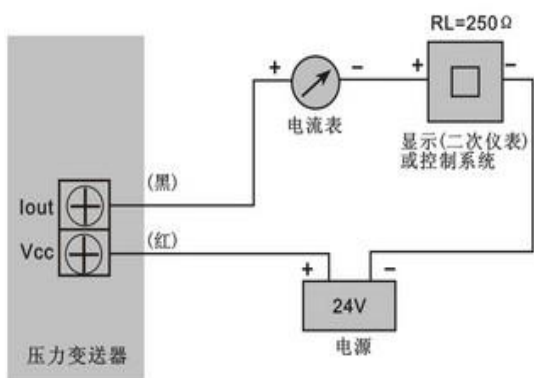 RL=250Ω
+ − + −
电流表
显示(二次仪表)
或控制系统
(黑)
Iout
(红)
Vcc
+ −
24V
电源
压力变送器